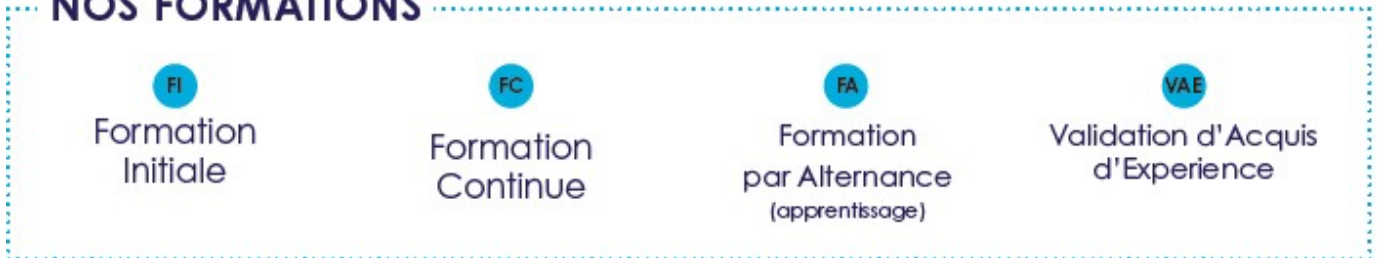 NOS FORMATIONS
FI
Formation
Initiale
FC
Formation
Continue
FA
Formation
par Alternance
(apprentissage)
VAE
Validation d'Acquis
d'Experience